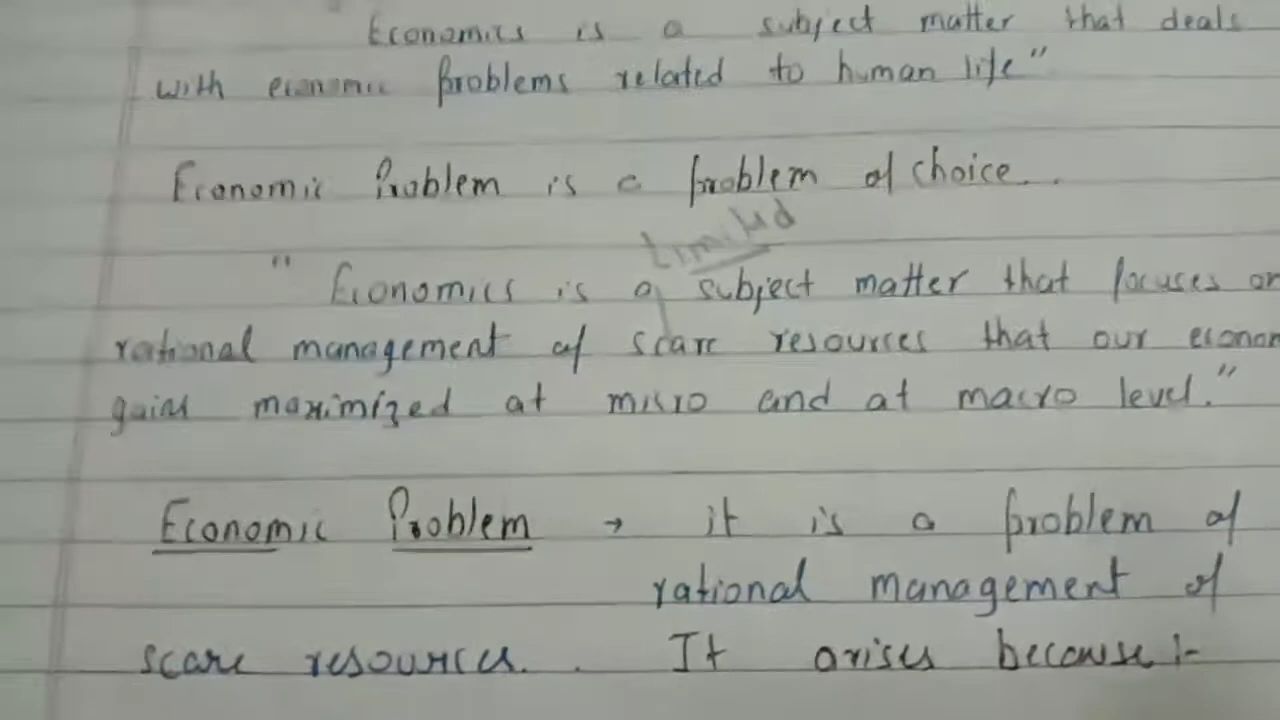 Economics is a subject matter that deals
with economic problems related to human life"
Economic Problem is a problem of choice..
Limited
" Economics is a subject matter that focuses on
rational management of scare resources that our econom
gains maximized at micro and at macro level."
Economic Problem → it is a problem of
rational management of
scare resources. . It arises because :-